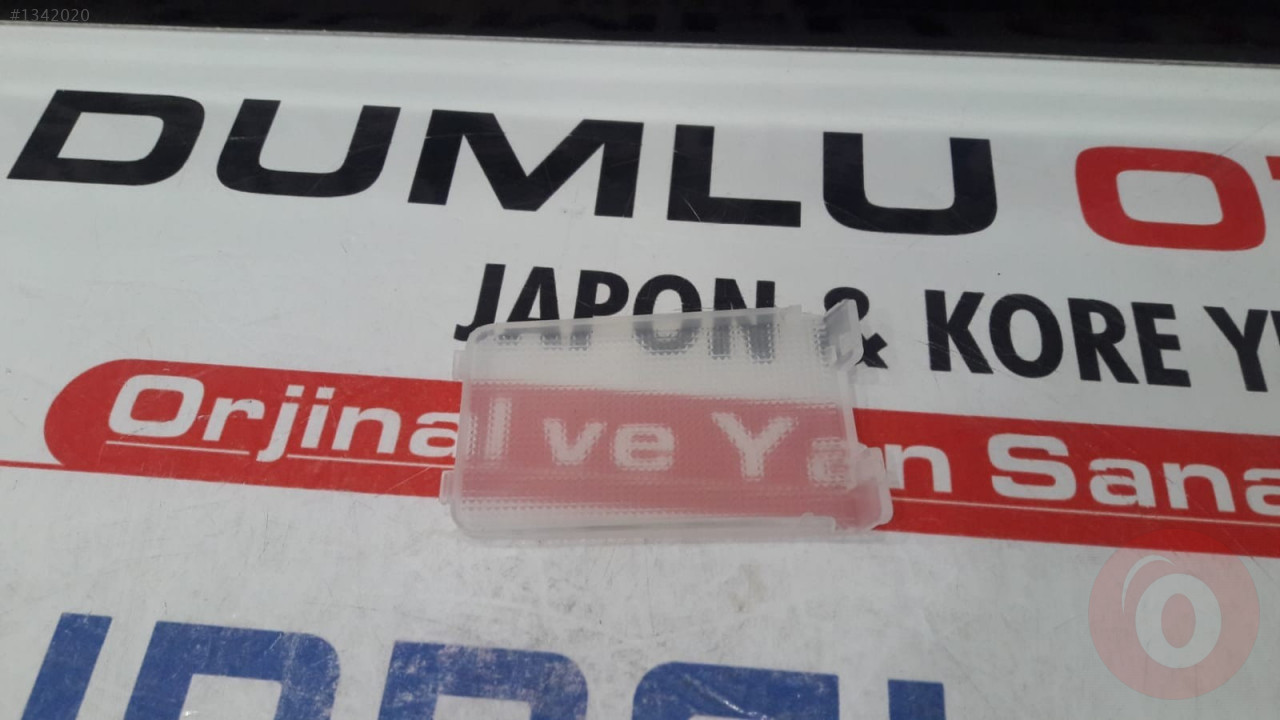 #1342020
DUMLU
JAPON & KORE
Orjinal ve Yan Sana